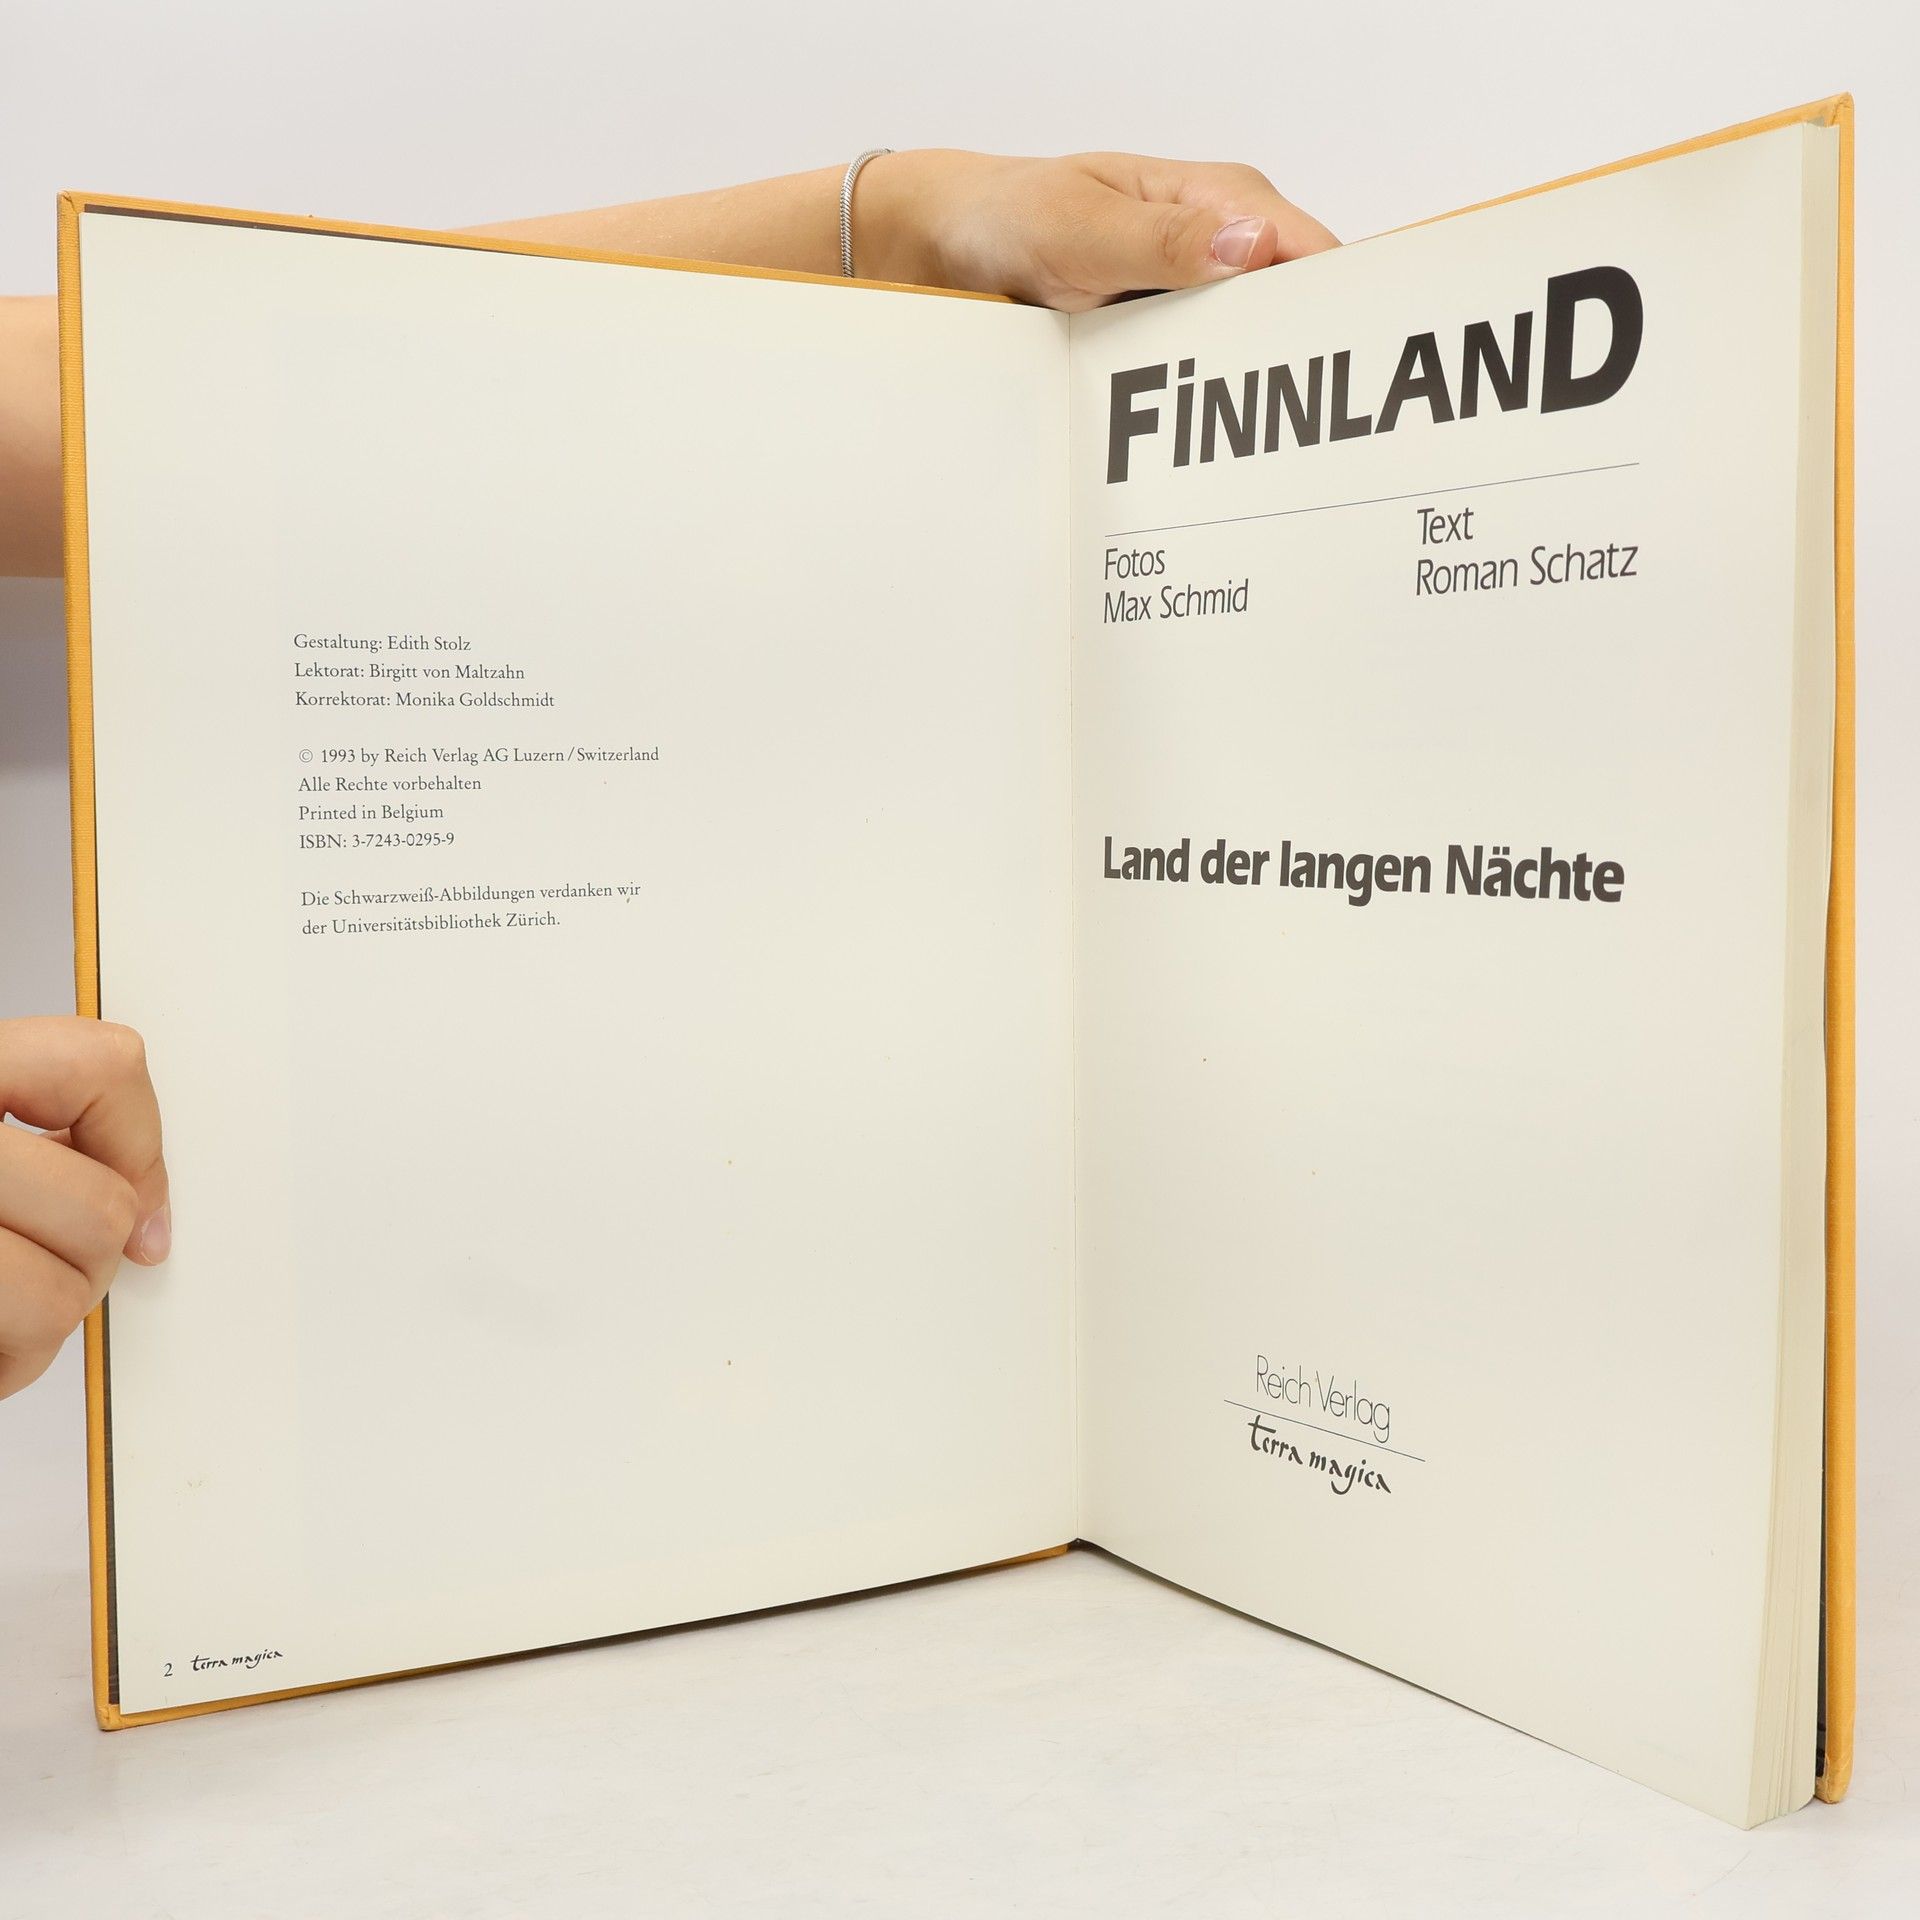 Gestaltung: Edith Stolz
Lektorat: Birgitt von Maltzahn
Korrektorat: Monika Goldschmidt
© 1993 by Reich Verlag AG Luzern / Switzerland
Alle Rechte vorbehalten
Printed in Belgium
ISBN: 3-7243-0295-9
Die Schwarzweiß-Abbildungen verdanken wir
der Universitätsbibliothek Zürich.
2 terra magica
FiNNLAND
Fotos
Max Schmid
Text
Roman Schatz
Land der langen Nächte
Reich Verlag
terra magica